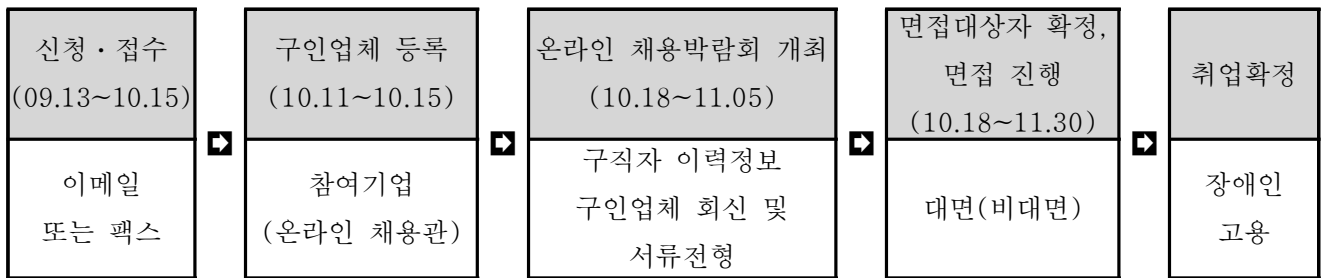 신청・접수
(09.13~10.15)
이메일
또는 팩스
구인업체 등록
(10.11~10.15)
참여기업
(온라인 채용관)
온라인 채용박람회 개최
(10.18~11.05)
구직자 이력정보
구인업체 회신 및
서류전형
면접대상자 확정,
면접 진행
(10.18~11.30)
대면(비대면)
취업확정
장애인
고용